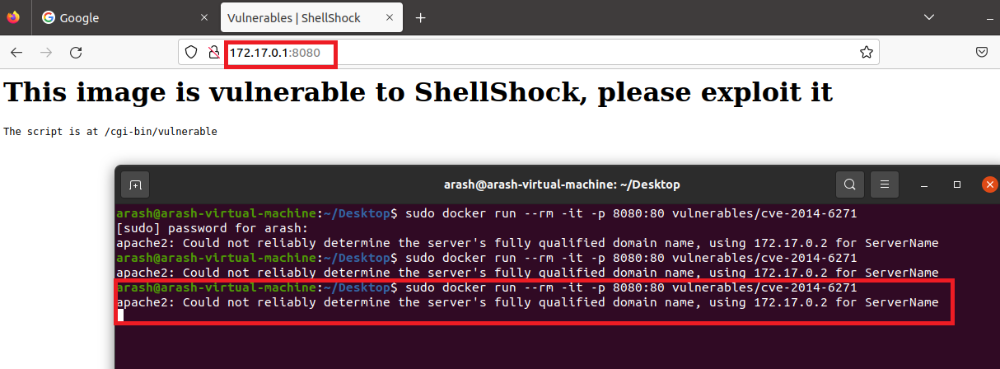 Google
Vulnerables | ShellShock
172.17.0.1:8080
This image is vulnerable to ShellShock, please exploit it
The script is at /cgi-bin/vulnerable
arash@arash-virtual-machine: ~/Desktop
arash@arash-virtual-machine:~/Desktop$ sudo docker run --rm -it -p 8080:80 vulnerables/cve-2014-6271
[sudo] password for arash:
apache2: Could not reliably determine the server's fully qualified domain name, using 172.17.0.2 for ServerName
arash@arash-virtual-machine:~/Desktop$ sudo docker run --rm -it -p 8080:80 vulnerables/cve-2014-6271
apache2: Could not reliably determine the server's fully qualified domain name, using 172.17.0.2 for ServerName
arash@arash-virtual-machine:~/Desktop$ sudo docker run --rm -it -p 8080:80 vulnerables/cve-2014-6271
apache2: Could not reliably determine the server's fully qualified domain name, using 172.17.0.2 for ServerName